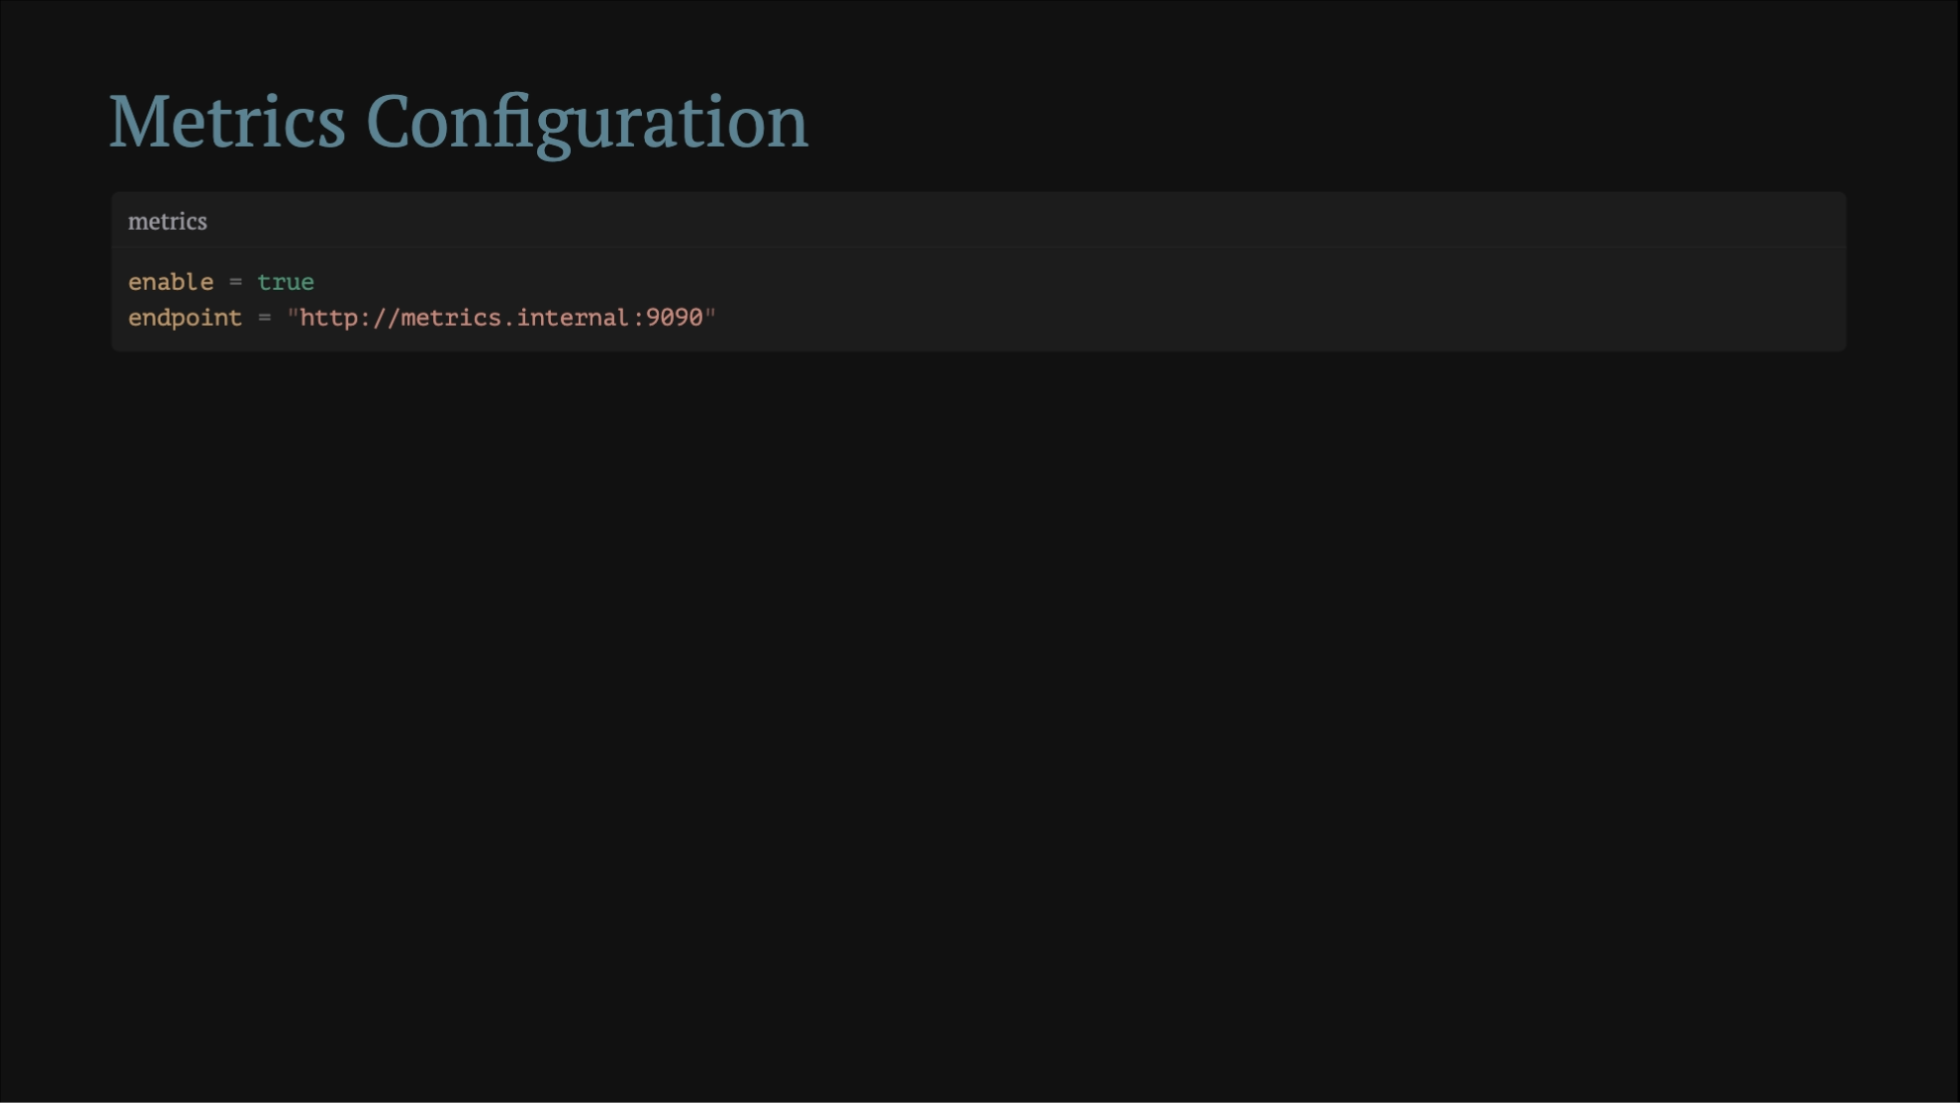 Metrics Configuration
metrics
enable = true
endpoint = "http://metrics.internal:9090"